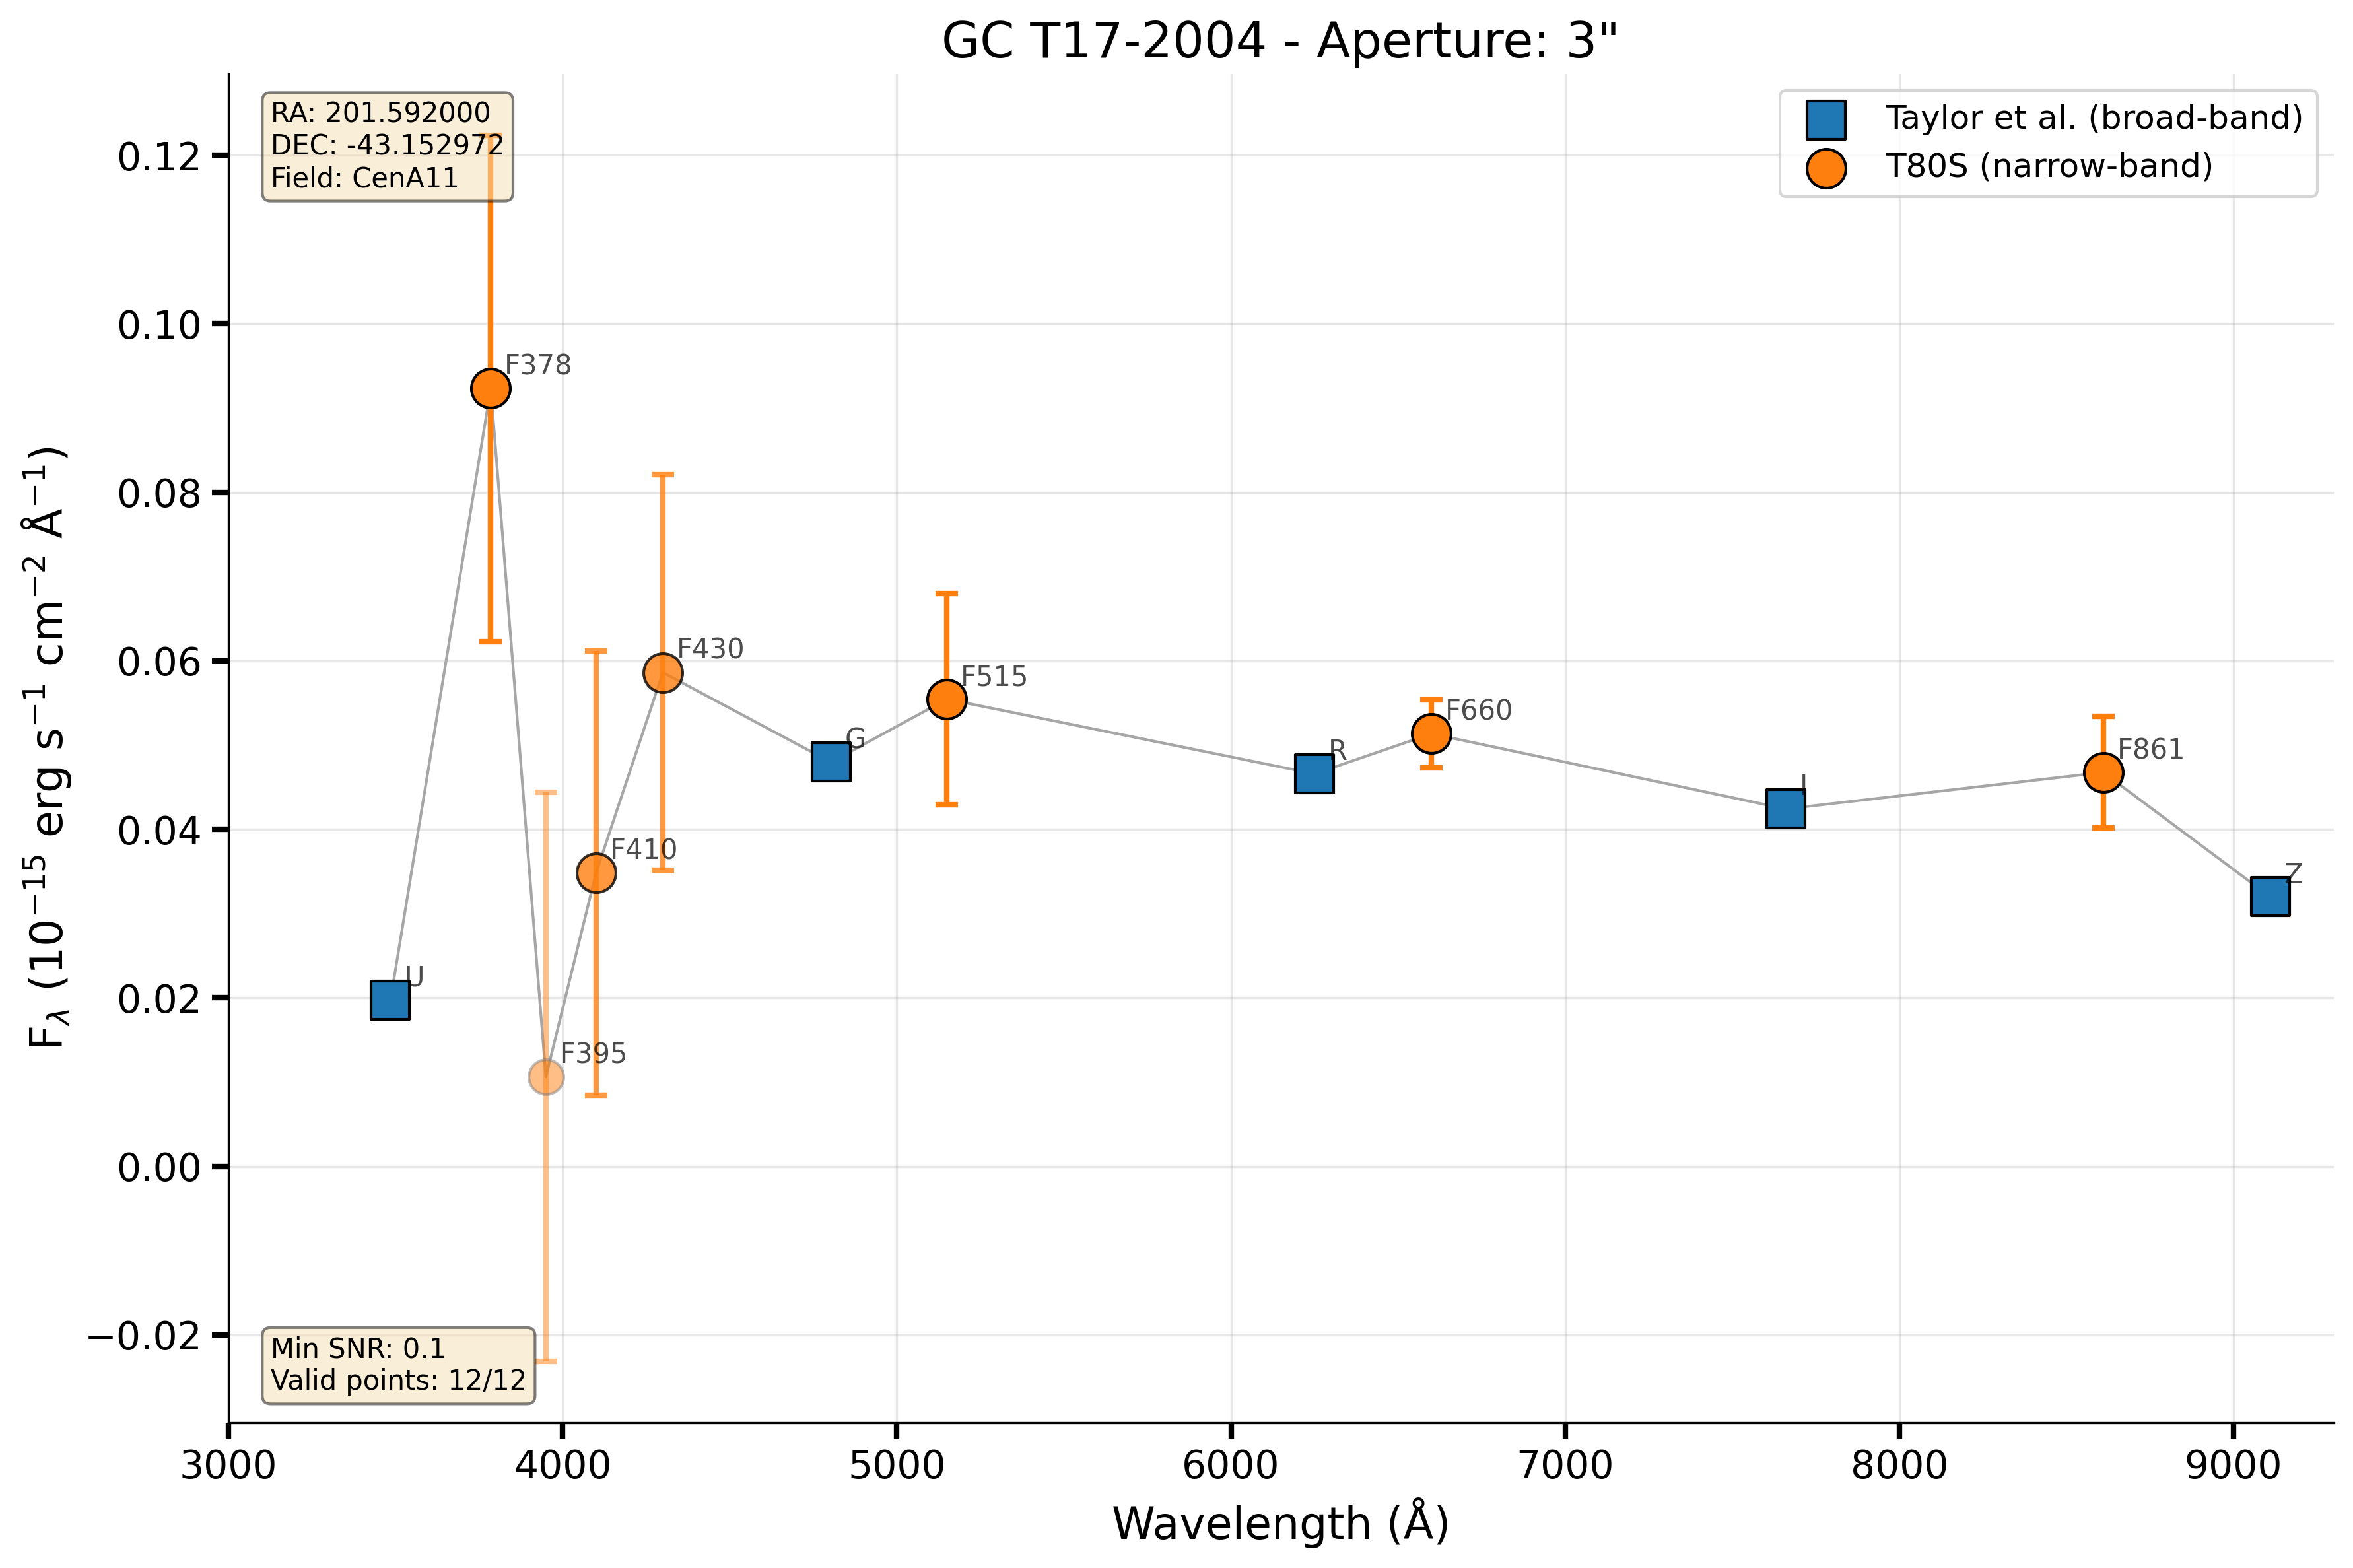 GC T17-2004 - Aperture: 3"
RA: 201.592000
DEC: -43.152972
Field: CenA11
Taylor et al. (broad-band)
T80S (narrow-band)
0.12
0.10
0.08
0.06
0.04
0.02
0.00
−0.02
F_λ (10⁻¹⁵ erg s⁻¹ cm⁻² Å⁻¹)
U
F378
F395
F410
F430
G
F515
R
F660
I
F861
Z
Min SNR: 0.1
Valid points: 12/12
3000 4000 5000 6000 7000 8000 9000
Wavelength (Å)